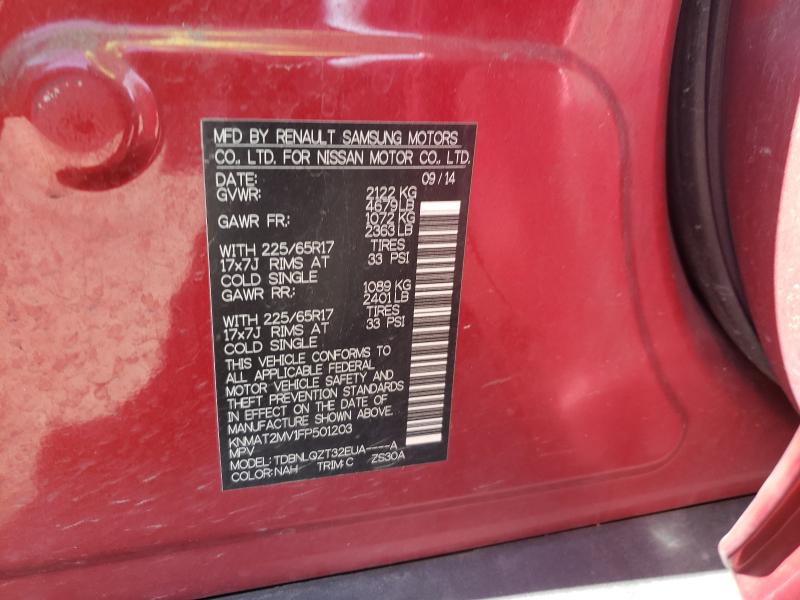 MFD BY RENAULT SAMSUNG MOTORS
CO., LTD. FOR NISSAN MOTOR CO., LTD.
DATE: 09/14
GVWR: 2122 KG
4679 LB
GAWR FR.: 1072 KG
2363 LB
WITH 225/65R17 TIRES
17x7J RIMS AT 33 PSI
COLD SINGLE
GAWR RR.: 1089 KG
2401 LB
WITH 225/65R17 TIRES
17x7J RIMS AT 33 PSI
COLD SINGLE
THIS VEHICLE CONFORMS TO
ALL APPLICABLE FEDERAL
MOTOR VEHICLE SAFETY AND
THEFT PREVENTION STANDARDS
IN EFFECT ON THE DATE OF
MANUFACTURE SHOWN ABOVE.
KNMAT2MV1FP501203
MPV
MODEL: TDBNLQZT32EUA----A
COLOR: NAH TRIM: C ZS30A